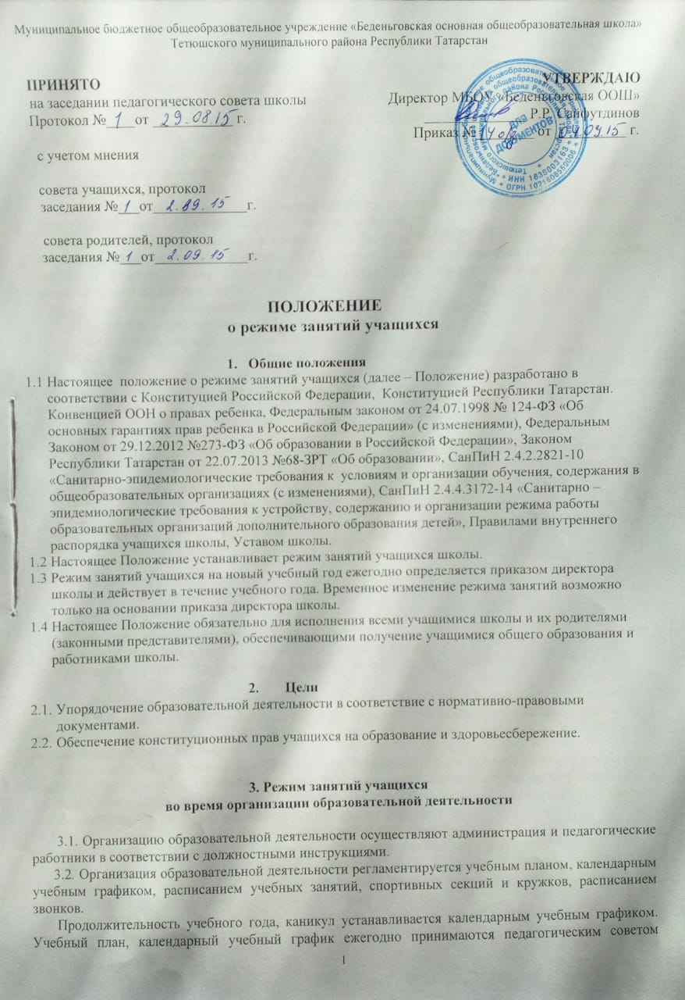 Муниципальное бюджетное общеобразовательное учреждение «Беденьговская основная общеобразовательная школа»
Тетюшского муниципального района Республики Татарстан
ПРИНЯТО
на заседании педагогического совета школы
Протокол № 1 от 29.08.15 г.
с учетом мнения
совета учащихся, протокол
заседания № 1 от 2.09.15 г.
совета родителей, протокол
заседания № 1 от 2.09.15 г.
УТВЕРЖДАЮ
Директор МБОУ «Беденьговская ООШ»
Р.Р. Сайфутдинов
Приказ № от 04.09.15 г.
ДЛЯ
ДОКУМЕНТОВ
ИНН 1638003163
ОГРН 1021606556006
ПОЛОЖЕНИЕ
о режиме занятий учащихся
1. Общие положения
1.1 Настоящее положение о режиме занятий учащихся (далее – Положение) разработано в
соответствии с Конституцией Российской Федерации, Конституцией Республики Татарстан.
Конвенцией ООН о правах ребенка, Федеральным законом от 24.07.1998 № 124-ФЗ «Об
основных гарантиях прав ребенка в Российской Федерации» (с изменениями), Федеральным
Законом от 29.12.2012 №273-ФЗ «Об образовании в Российской Федерации», Законом
Республики Татарстан от 22.07.2013 №68-ЗРТ «Об образовании», СанПиН 2.4.2.2821-10
«Санитарно-эпидемиологические требования к условиям и организации обучения, содержания в
общеобразовательных организациях (с изменениями), СанПиН 2.4.4.3172-14 «Санитарно –
эпидемиологические требования к устройству, содержанию и организации режима работы
образовательных организаций дополнительного образования детей», Правилами внутреннего
распорядка учащихся школы, Уставом школы.
1.2 Настоящее Положение устанавливает режим занятий учащихся школы.
1.3 Режим занятий учащихся на новый учебный год ежегодно определяется приказом директора
школы и действует в течение учебного года. Временное изменение режима занятий возможно
только на основании приказа директора школы.
1.4 Настоящее Положение обязательно для исполнения всеми учащимися школы и их родителями
(законными представителями), обеспечивающими получение учащимися общего образования и
работниками школы.
2. Цели
2.1. Упорядочение образовательной деятельности в соответствие с нормативно-правовыми
документами.
2.2. Обеспечение конституционных прав учащихся на образование и здоровьесбережение.
3. Режим занятий учащихся
во время организации образовательной деятельности
3.1. Организацию образовательной деятельности осуществляют администрация и педагогические
работники в соответствии с должностными инструкциями.
3.2. Организация образовательной деятельности регламентируется учебным планом, календарным
учебным графиком, расписанием учебных занятий, спортивных секций и кружков, расписанием
звонков.
Продолжительность учебного года, каникул устанавливается календарным учебным графиком.
Учебный план, календарный учебный график ежегодно принимаются педагогическим советом
1